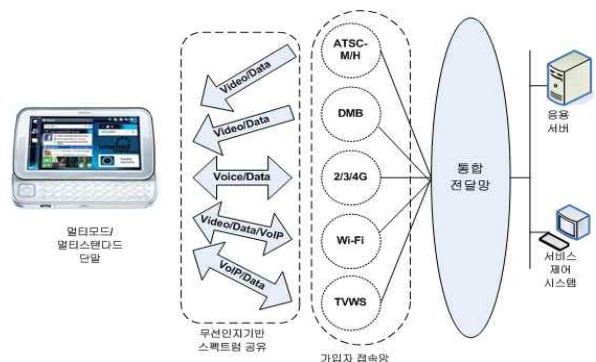 멀티모드/
멀티스탠다드
단말
Video/Data
Video/Data
Voice/Data
Video/Data/VoIP
VoIP/Data
무선인지기반
스펙트럼 공유
ATSC-
M/H
DMB
2/3/4G
Wi-Fi
TVWS
가입자 접속망
통합
전달망
응용
서버
서비스
제어
시스템